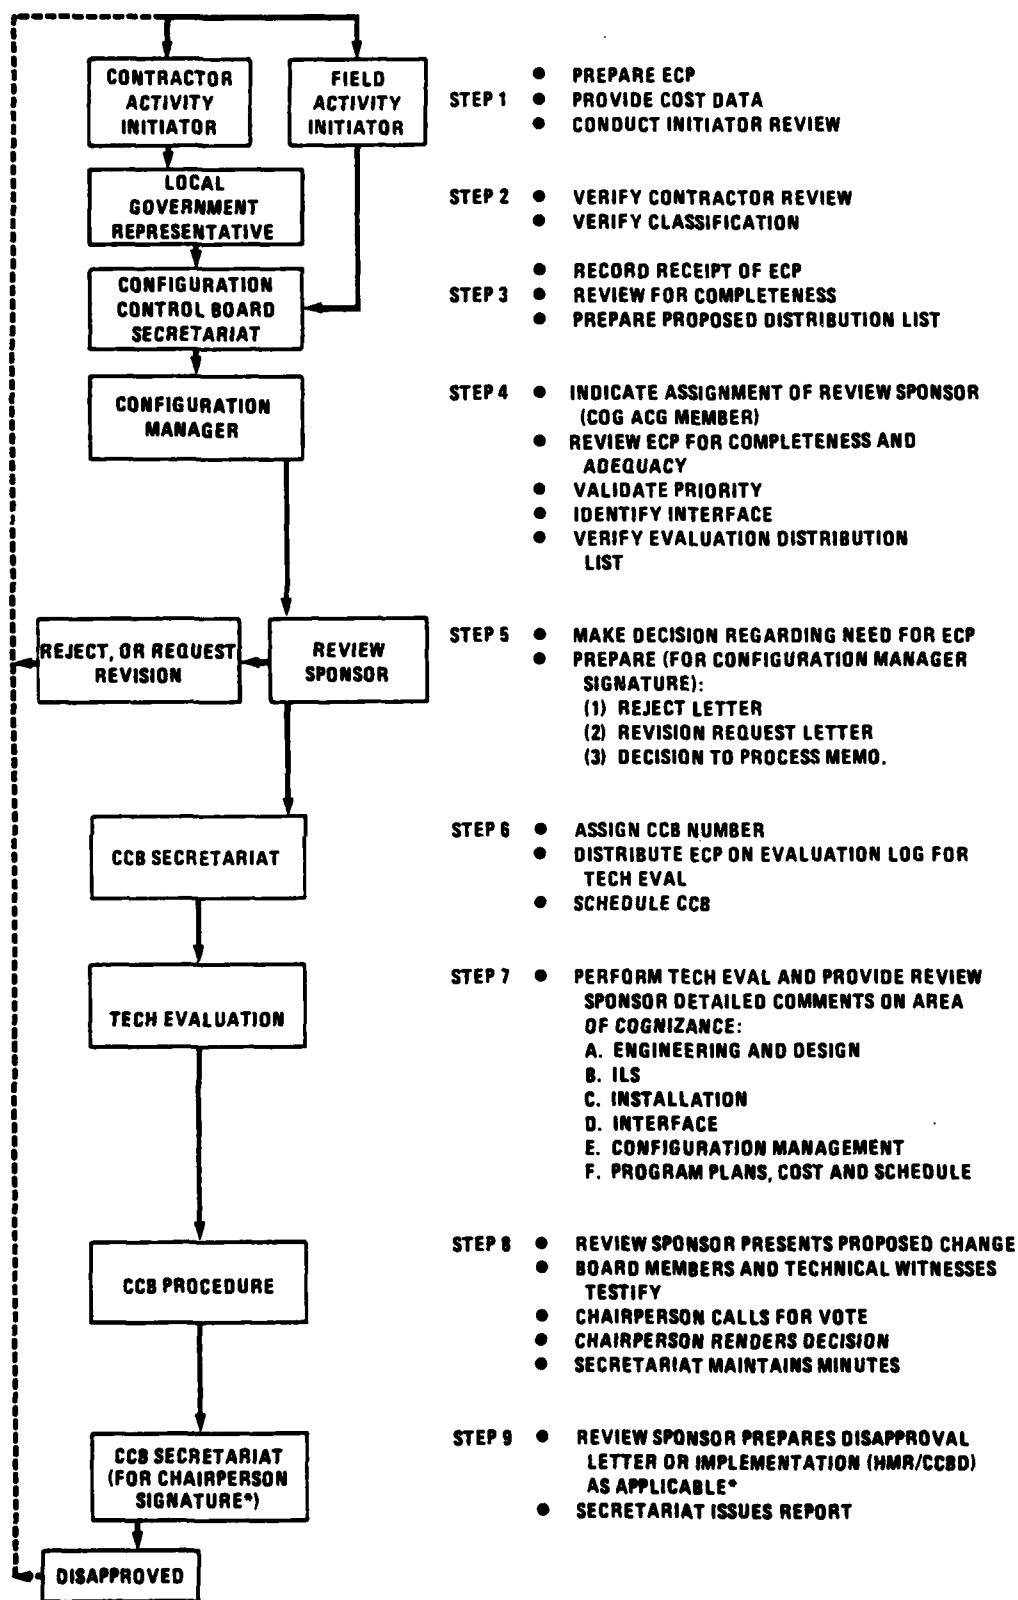 CONTRACTOR
ACTIVITY
INITIATOR
FIELD
ACTIVITY
INITIATOR
STEP 1
● PREPARE ECP
● PROVIDE COST DATA
● CONDUCT INITIATOR REVIEW
LOCAL
GOVERNMENT
REPRESENTATIVE
STEP 2 ● VERIFY CONTRACTOR REVIEW
● VERIFY CLASSIFICATION
CONFIGURATION
CONTROL BOARD
SECRETARIAT
STEP 3
● RECORD RECEIPT OF ECP
● REVIEW FOR COMPLETENESS
● PREPARE PROPOSED DISTRIBUTION LIST
CONFIGURATION
MANAGER
STEP 4 ● INDICATE ASSIGNMENT OF REVIEW SPONSOR
(COG ACG MEMBER)
● REVIEW ECP FOR COMPLETENESS AND
ADEQUACY
● VALIDATE PRIORITY
● IDENTIFY INTERFACE
● VERIFY EVALUATION DISTRIBUTION
LIST
REJECT, OR REQUEST
REVISION
REVIEW
SPONSOR
STEP 5 ● MAKE DECISION REGARDING NEED FOR ECP
● PREPARE (FOR CONFIGURATION MANAGER
SIGNATURE):
(1) REJECT LETTER
(2) REVISION REQUEST LETTER
(3) DECISION TO PROCESS MEMO.
CCB SECRETARIAT
STEP 6 ● ASSIGN CCB NUMBER
● DISTRIBUTE ECP ON EVALUATION LOG FOR
TECH EVAL
● SCHEDULE CCB
TECH EVALUATION
STEP 7 ● PERFORM TECH EVAL AND PROVIDE REVIEW
SPONSOR DETAILED COMMENTS ON AREA
OF COGNIZANCE:
A. ENGINEERING AND DESIGN
B. ILS
C. INSTALLATION
D. INTERFACE
E. CONFIGURATION MANAGEMENT
F. PROGRAM PLANS, COST AND SCHEDULE
CCB PROCEDURE
STEP 8 ● REVIEW SPONSOR PRESENTS PROPOSED CHANGE
● BOARD MEMBERS AND TECHNICAL WITNESSES
TESTIFY
● CHAIRPERSON CALLS FOR VOTE
● CHAIRPERSON RENDERS DECISION
● SECRETARIAT MAINTAINS MINUTES
CCB SECRETARIAT
(FOR CHAIRPERSON
SIGNATURE*)
STEP 9 ● REVIEW SPONSOR PREPARES DISAPPROVAL
LETTER OR IMPLEMENTATION (HMR/CCBD)
AS APPLICABLE*
● SECRETARIAT ISSUES REPORT
DISAPPROVED